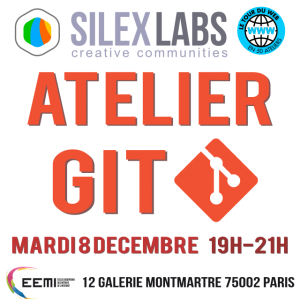 SILEXLABS
creative communities
LE TOUR DU WEB
WWW
EN 80 ATELIERS
ATELIER
GIT
MARDI 8 DECEMBRE 19H-21H
EEMI
12 GALERIE MONTMARTRE 75002 PARIS